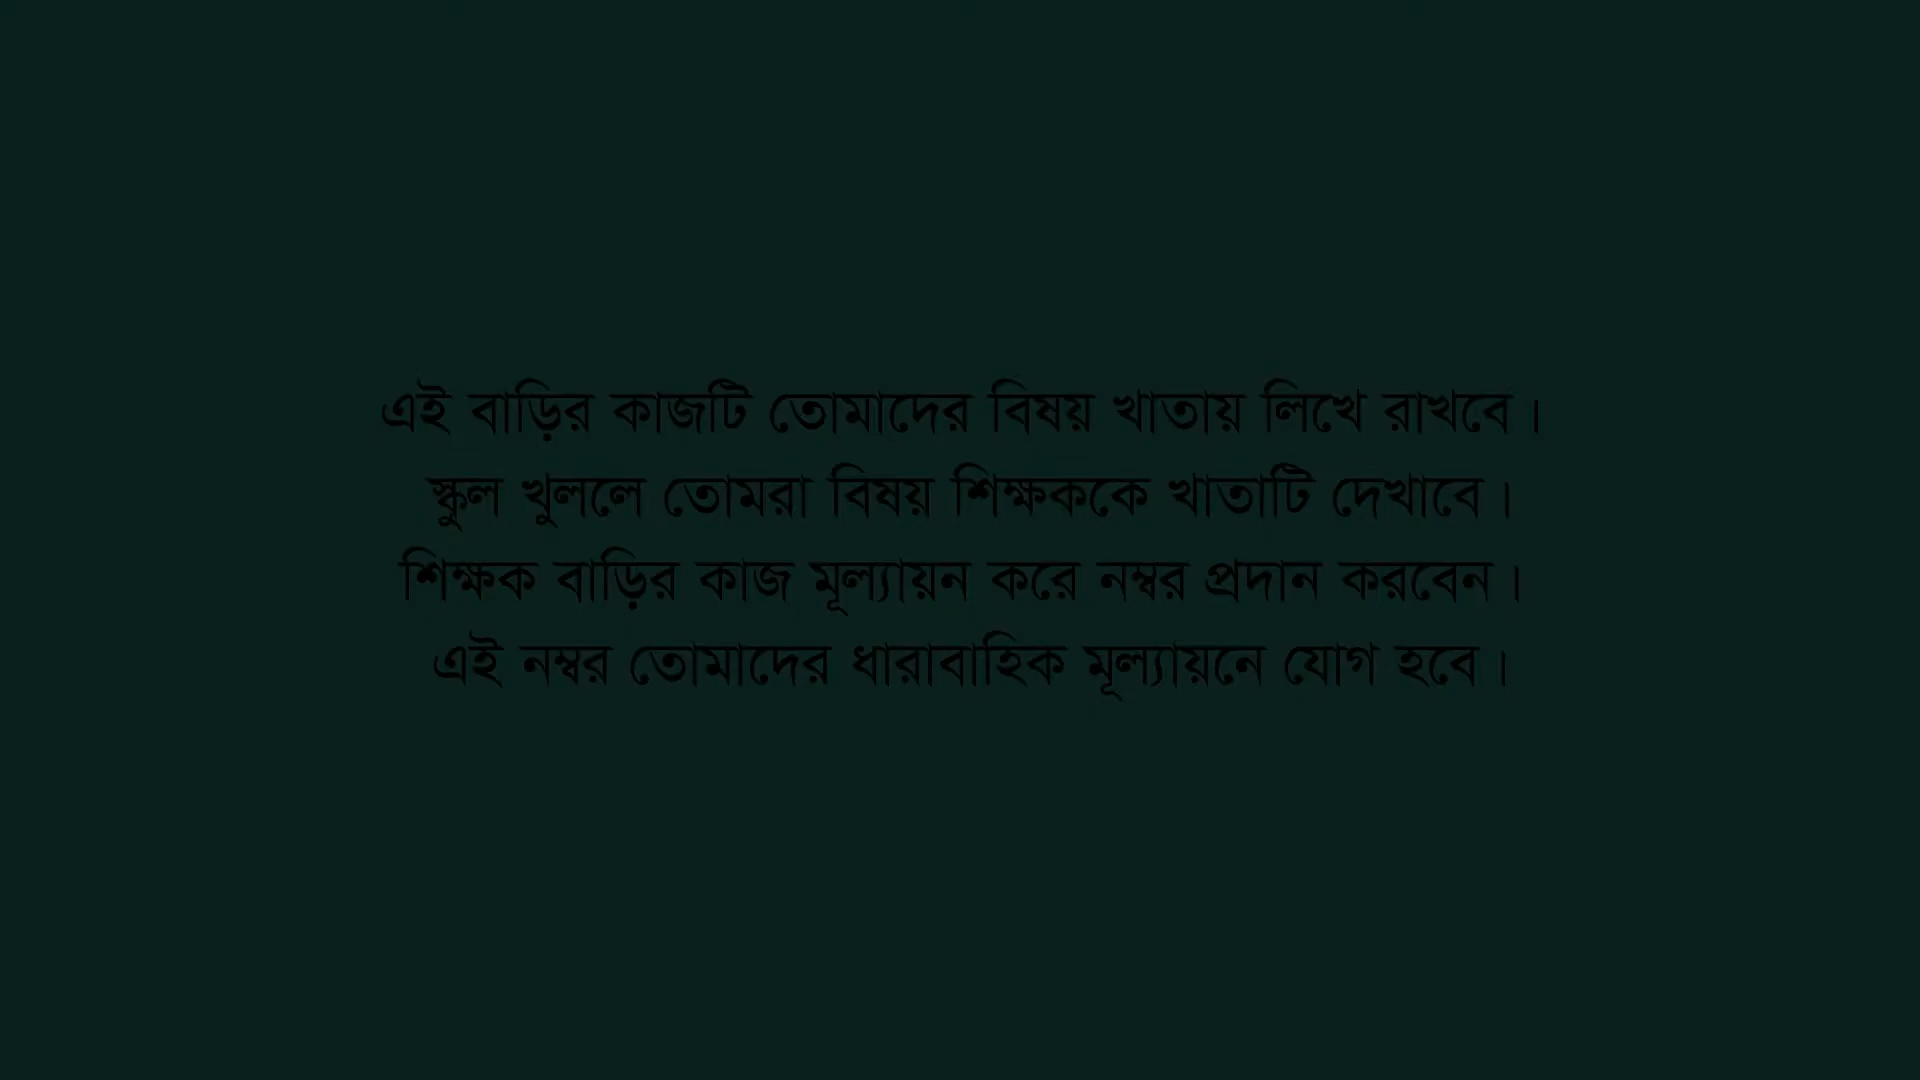 এই বাড়ির কাজটি তোমাদের বিষয় খাতায় লিখে রাখবে।
স্কুল খুললে তোমরা বিষয় শিক্ষককে খাতাটি দেখাবে।
শিক্ষক বাড়ির কাজ মূল্যায়ন করে নম্বর প্রদান করবেন।
এই নম্বর তোমাদের ধারাবাহিক মূল্যায়নে যোগ হবে।